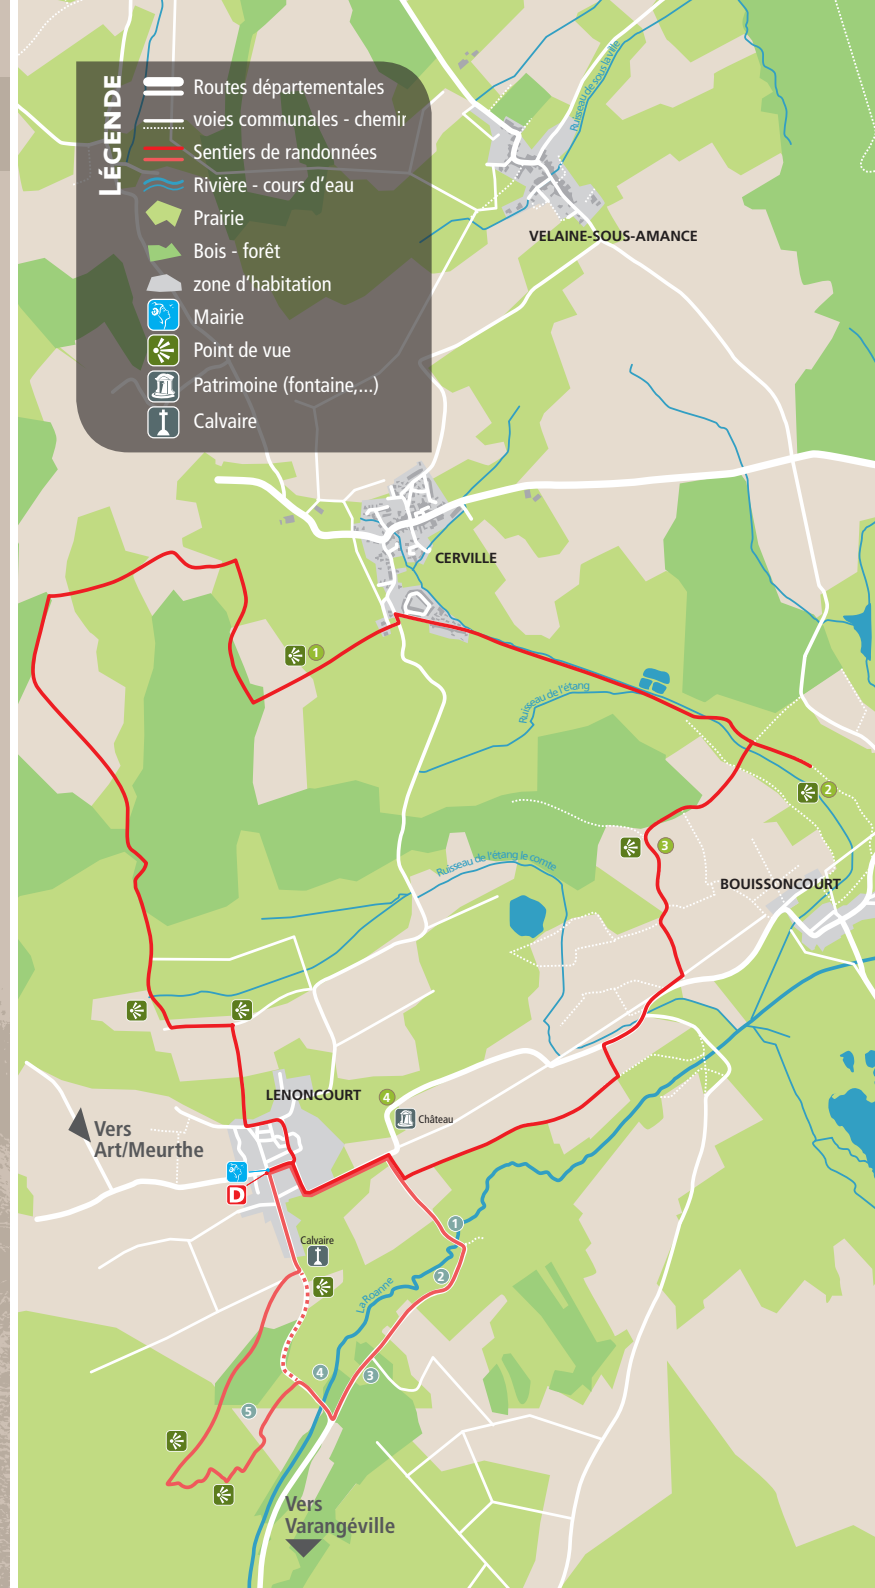 LÉGENDE
Routes départementales
voies communales - chemin
Sentiers de randonnées
Rivière - cours d'eau
Prairie
Bois - forêt
zone d'habitation
Mairie
Point de vue
Patrimoine (fontaine,...)
Calvaire
Ruisseau de sous la ville
VELAINE-SOUS-AMANCE
CERVILLE
1
Ruisseau de l'étang
2
3
Ruisseau de l'étang le comte
BOUISSONCOURT
LENONCOURT
4
Château
Vers
Art/Meurthe
D
Calvaire
1
2
La Roanne
4
3
5
Vers
Varangéville